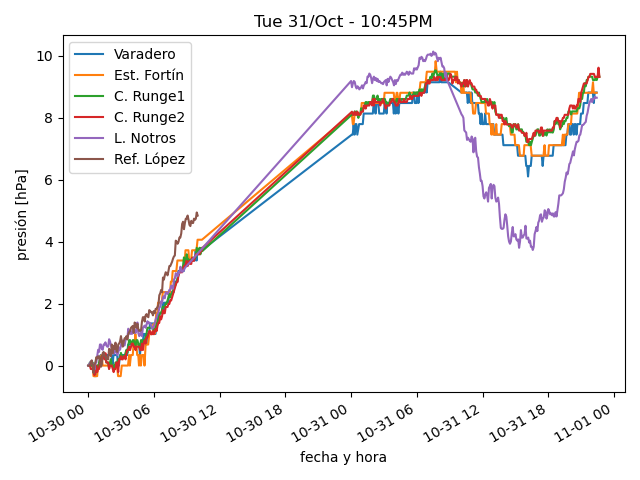 Tue 31/Oct - 10:45PM
Varadero
Est. Fortín
C. Runge1
C. Runge2
L. Notros
Ref. López
presión [hPa]
10
8
6
4
2
0
10-30 00
10-30 06
10-30 12
10-30 18
10-31 00
10-31 06
10-31 12
10-31 18
11-01 00
fecha y hora